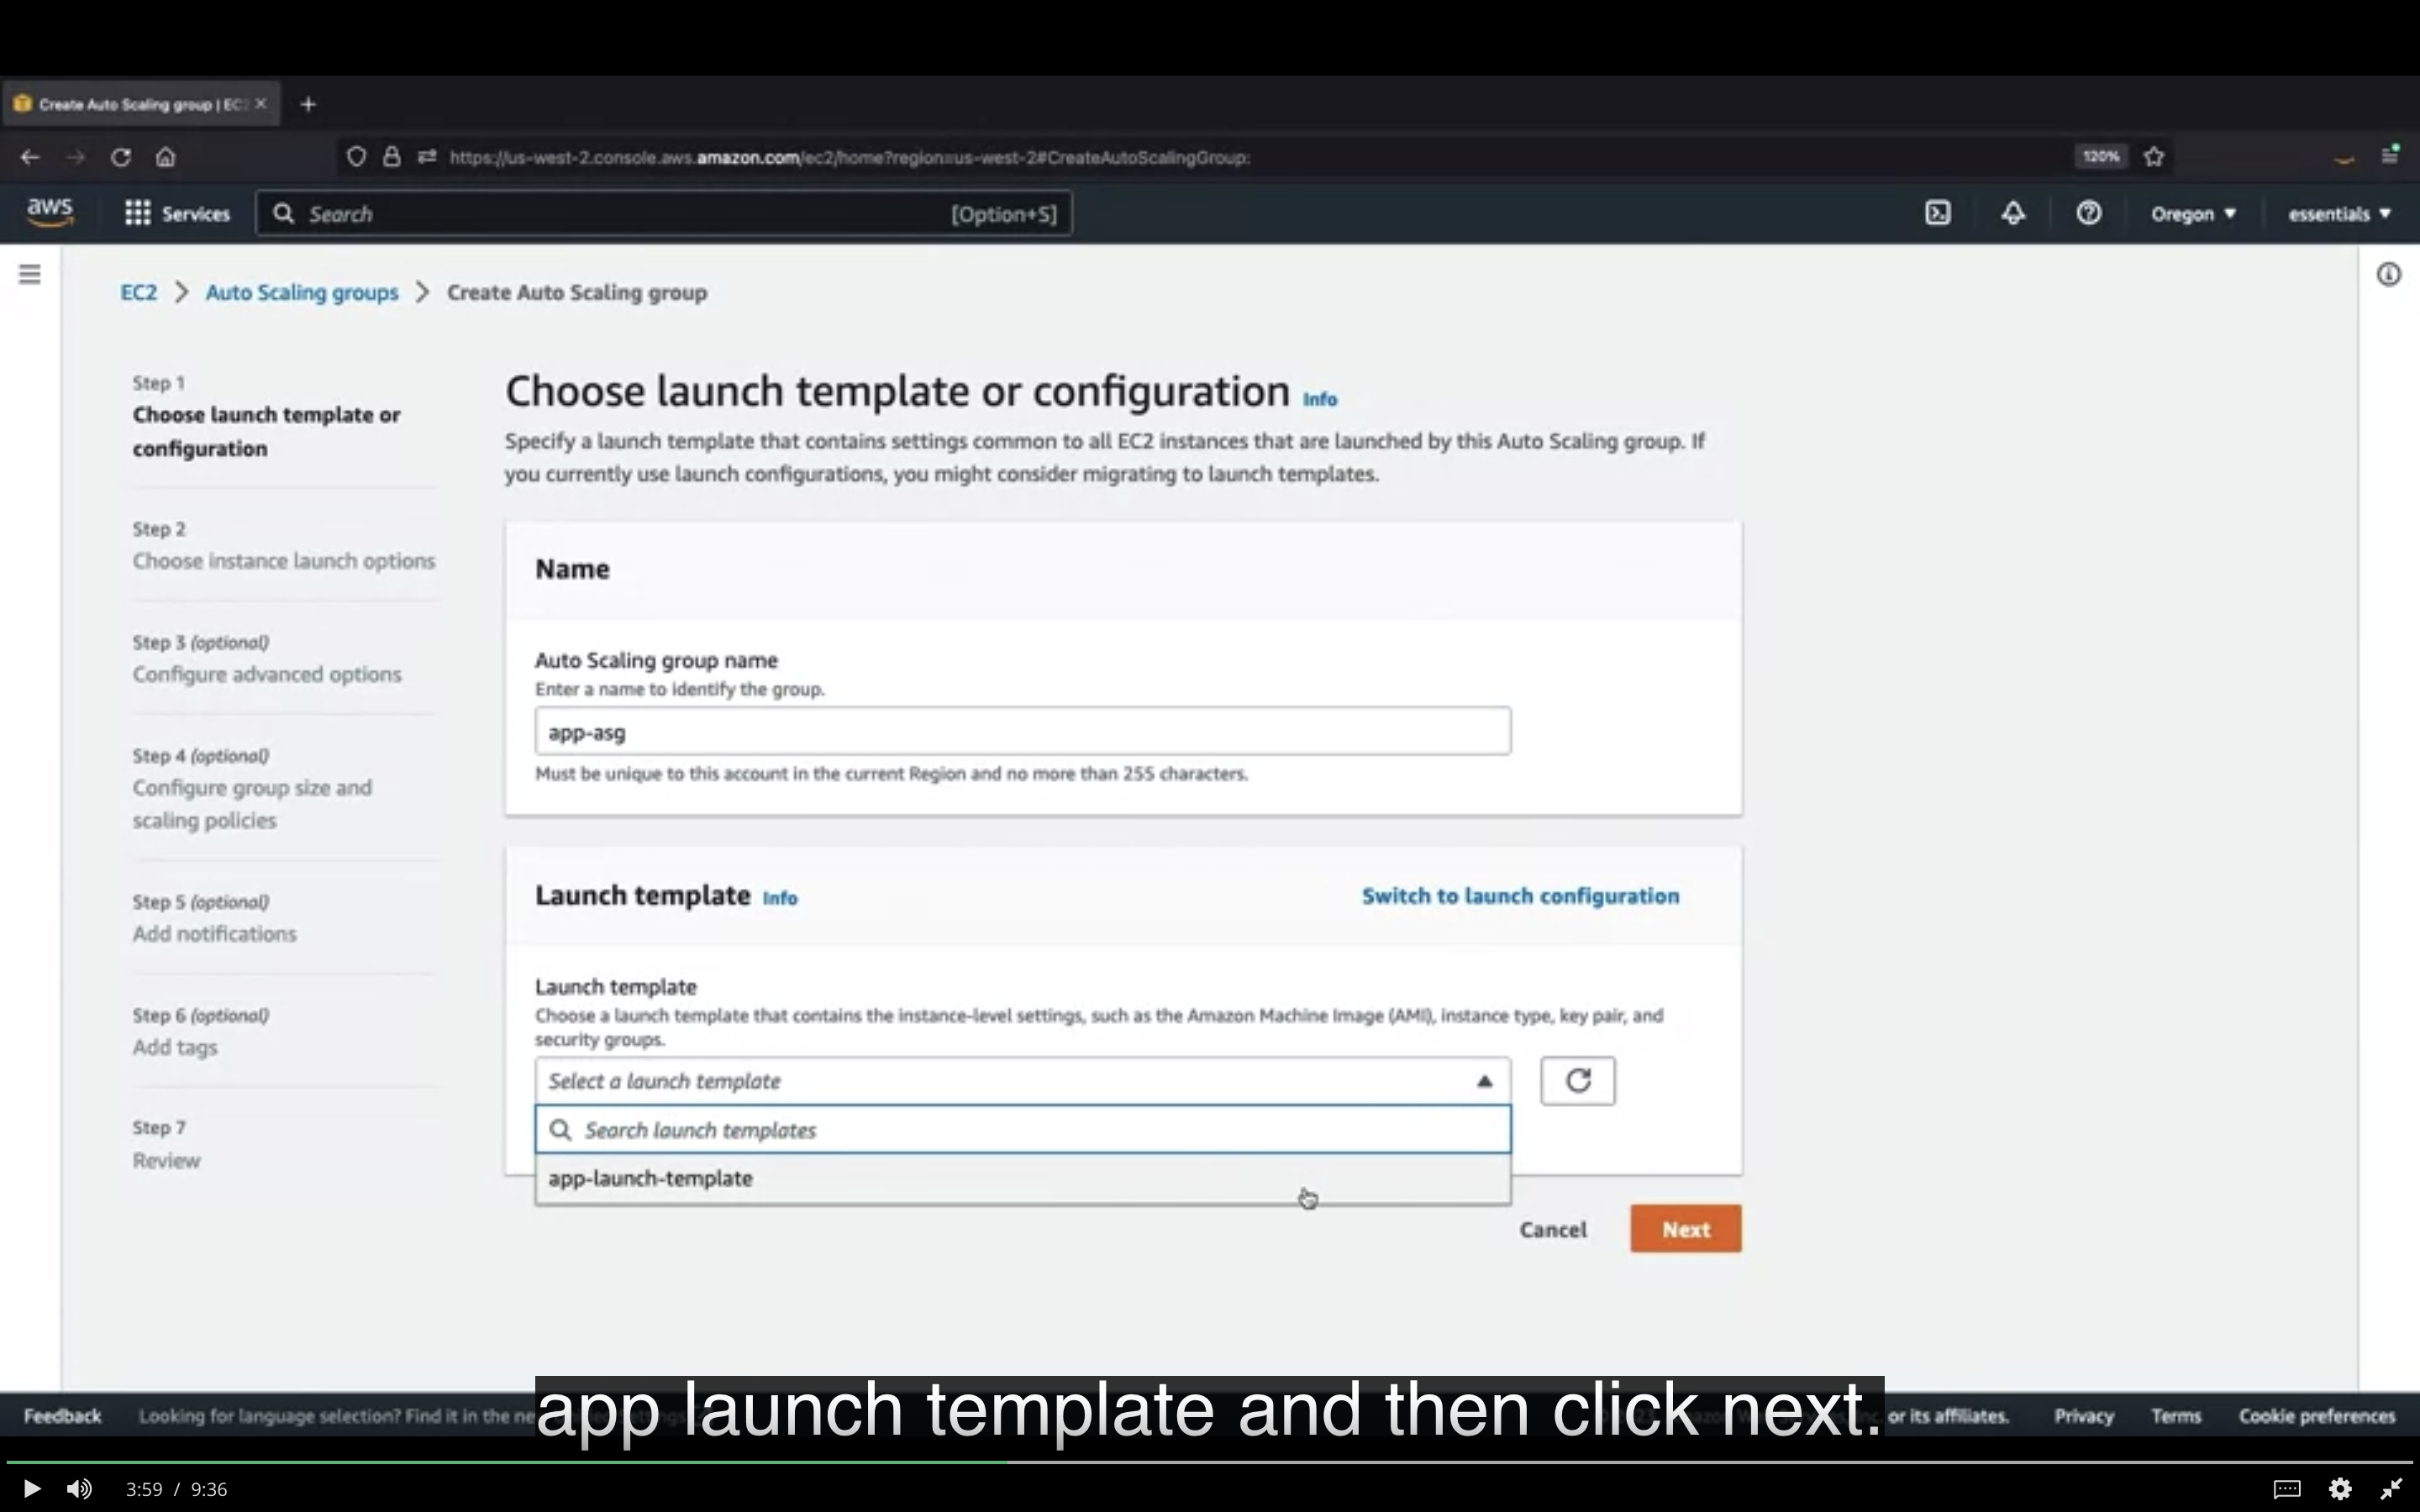 Create Auto Scaling group | EC
https://us-west-2.console.aws.amazon.com/ec2/home?region=us-west-2#CreateAutoScalingGroup:
120%
aws
Services
Search
[Option+S]
Oregon
essentials
EC2 > Auto Scaling groups > Create Auto Scaling group
Step 1
Choose launch template or
configuration
Step 2
Choose instance launch options
Step 3 (optional)
Configure advanced options
Step 4 (optional)
Configure group size and
scaling policies
Step 5 (optional)
Add notifications
Step 6 (optional)
Add tags
Step 7
Review
Choose launch template or configuration Info
Specify a launch template that contains settings common to all EC2 instances that are launched by this Auto Scaling group. If
you currently use launch configurations, you might consider migrating to launch templates.
Name
Auto Scaling group name
Enter a name to identify the group.
app-asg
Must be unique to this account in the current Region and no more than 255 characters.
Launch template Info
Switch to launch configuration
Launch template
Choose a launch template that contains the instance-level settings, such as the Amazon Machine Image (AMI), instance type, key pair, and
security groups.
Select a launch template
Search launch templates
app-launch-template
Cancel
Next
app launch template and then click next.
Feedback
Looking for language selection? Find it in the
or its affiliates.
Privacy
Terms
Cookie preferences
3:59 / 9:36